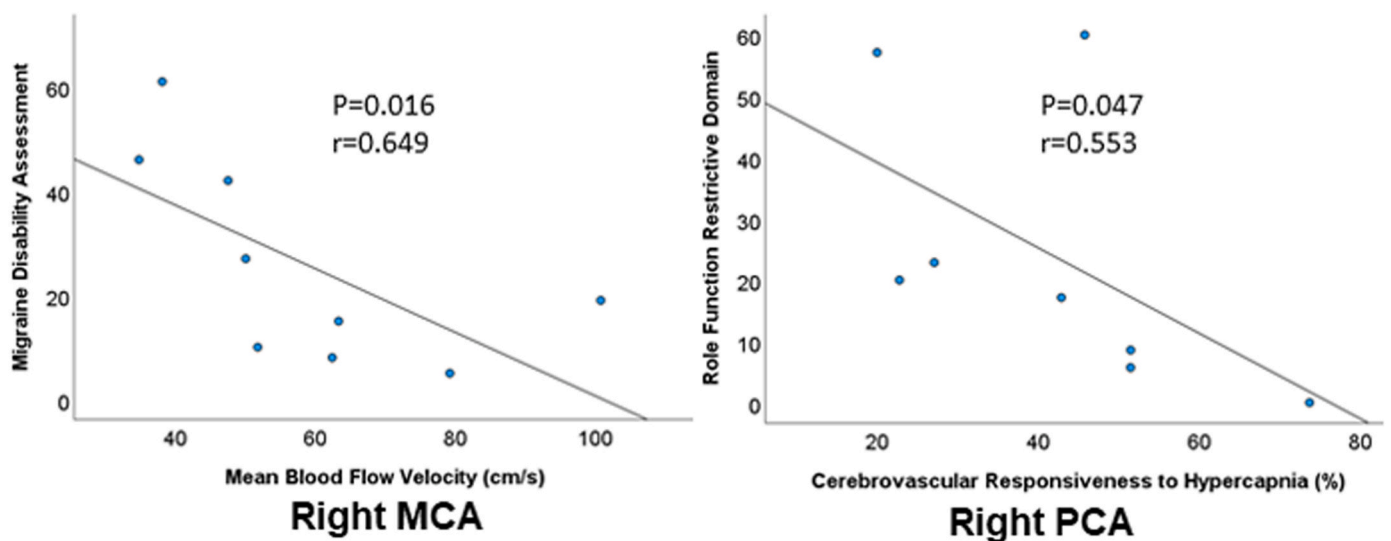 Migraine Disability Assessment
60
40
20
0
P=0.016
r=0.649
40 60 80 100
Mean Blood Flow Velocity (cm/s)
Right MCA
Role Function Restrictive Domain
60
50
40
30
20
10
0
P=0.047
r=0.553
20 40 60 80
Cerebrovascular Responsiveness to Hypercapnia (%)
Right PCA